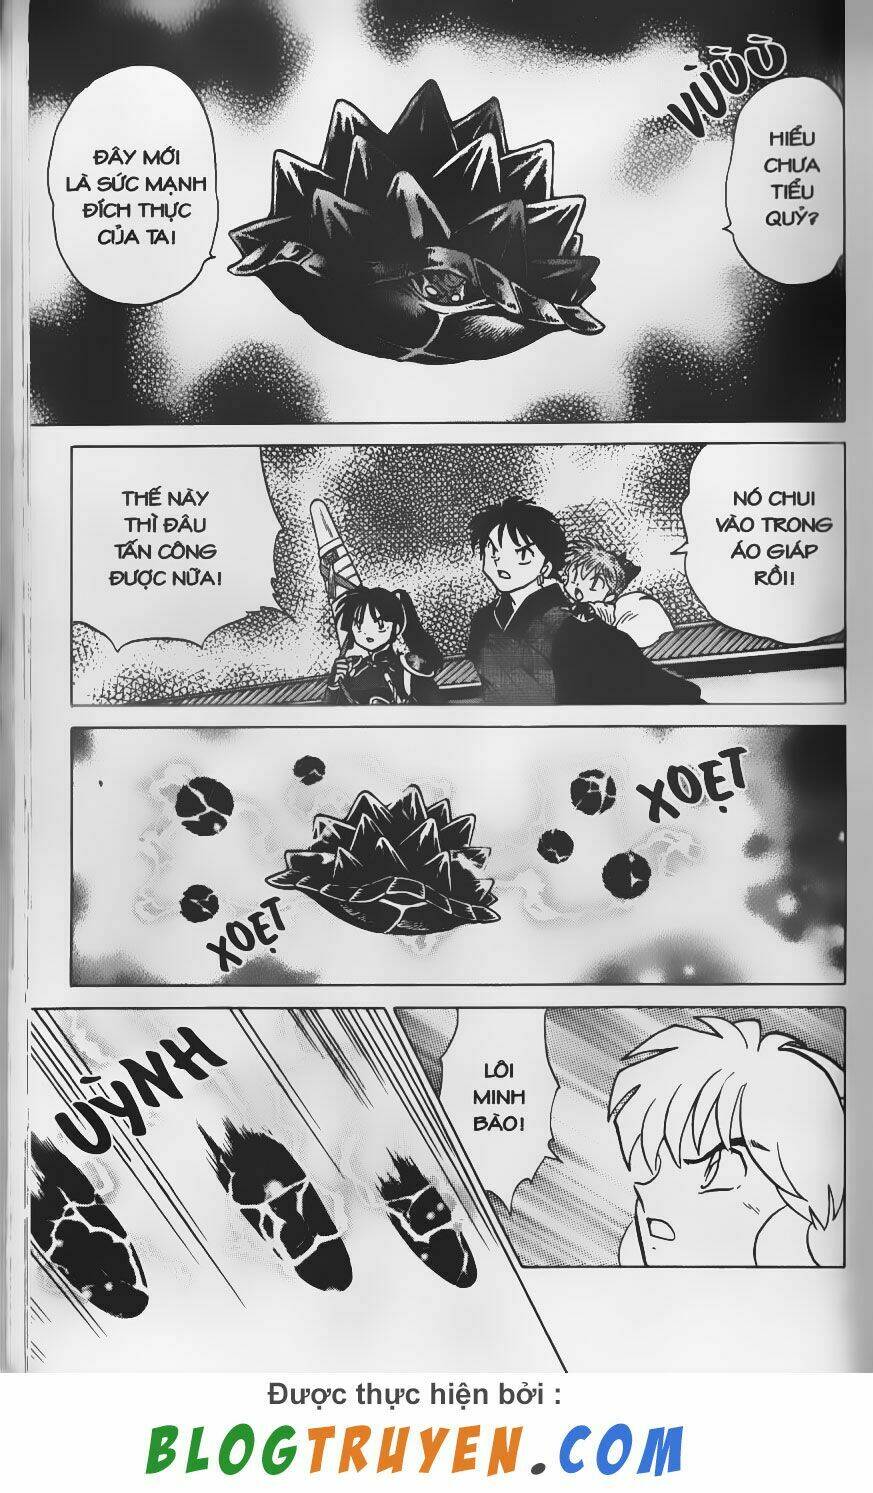 VÙÙÙ
HIỂU
CHƯA
TIỂU
QUỶ?
ĐÂY MỚI
LÀ SỨC MẠNH
ĐÍCH THỰC
CỦA TA!
NÓ CHUI
VÀO TRONG
ÁO GIÁP
RỒI!
THẾ NÀY
THÌ ĐÂU
TẤN CÔNG
ĐƯỢC NỮA!
XOẸT
XOẸT
LÔI
MINH
BÀO!
UỲNH
Được thực hiện bởi :
BLOGTRUYEN.COM